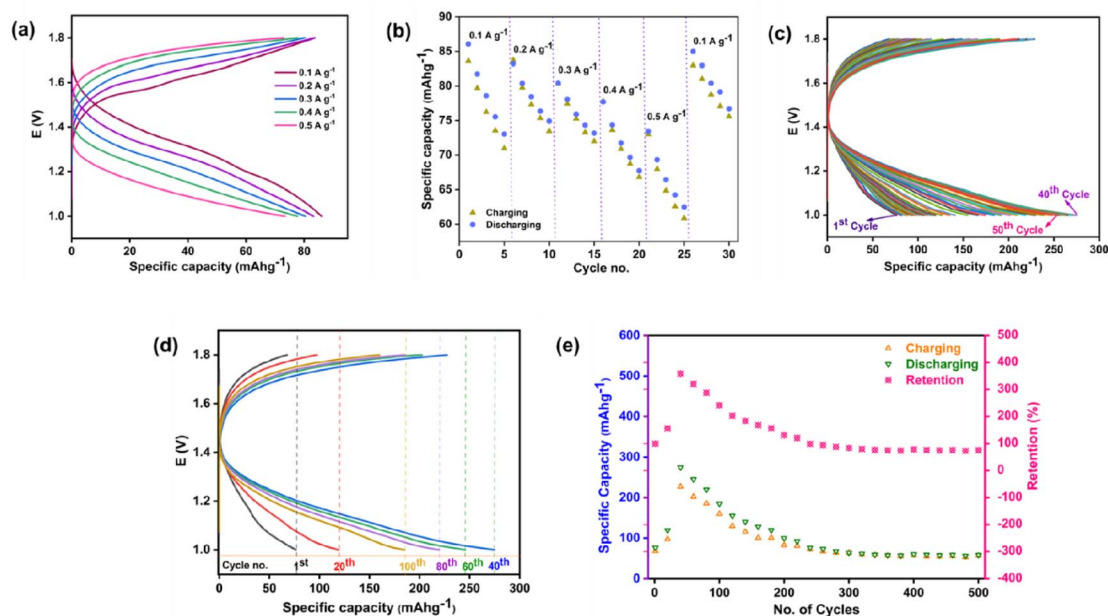 (a)
1.8
1.6
1.4
1.2
1.0
E (V)
0.1 A g⁻¹
0.2 A g⁻¹
0.3 A g⁻¹
0.4 A g⁻¹
0.5 A g⁻¹
0 20 40 60 80
Specific capacity (mAhg⁻¹)
(b)
90
85
80
75
70
65
60
Specific capacity (mAhg⁻¹)
0.1 A g⁻¹
0.2 A g⁻¹
0.3 A g⁻¹
0.4 A g⁻¹
0.5 A g⁻¹
0.1 A g⁻¹
Charging
Discharging
0 5 10 15 20 25 30
Cycle no.
(c)
1.8
1.6
1.4
1.2
1.0
E (V)
40th Cycle
1st Cycle
50th Cycle
0 50 100 150 200 250 300
Specific capacity (mAhg⁻¹)
(d)
1.8
1.6
1.4
1.2
1.0
E (V)
Cycle no. 1st 20th 100th 80th 60th 40th
0 50 100 150 200 250 300
Specific capacity (mAhg⁻¹)
(e)
600
500
400
300
200
100
0
Specific Capacity (mAhg⁻¹)
Charging
Discharging
Retention
500
400
300
200
100
0
-100
-200
-300
-400
Retention (%)
0 100 200 300 400 500
No. of Cycles